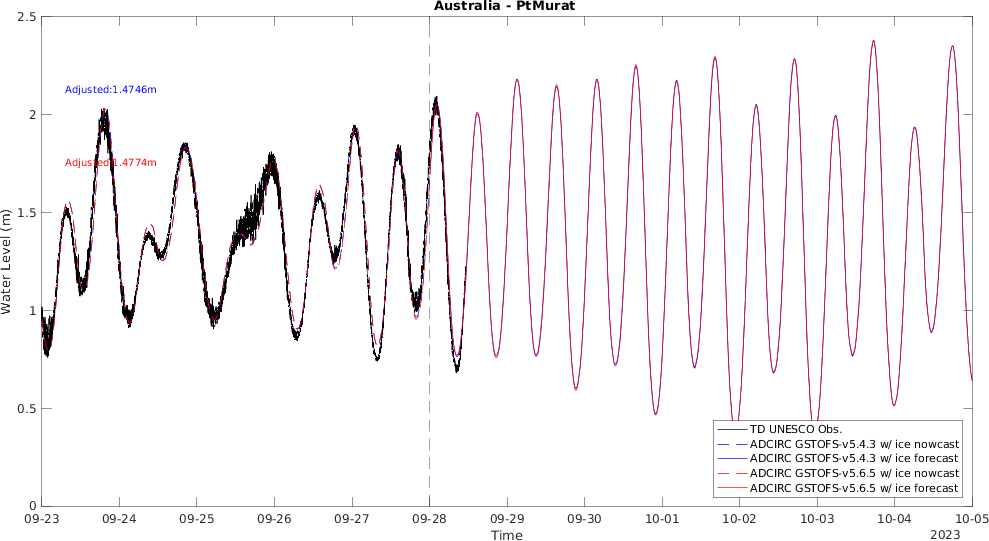 Australia - PtMurat
2.5
2
1.5
1
0.5
0
Water Level (m)
Adjusted:1.4746m
Adjusted:1.4774m
TD UNESCO Obs.
ADCIRC GSTOFS-v5.4.3 w/ ice nowcast
ADCIRC GSTOFS-v5.4.3 w/ ice forecast
ADCIRC GSTOFS-v5.6.5 w/ ice nowcast
ADCIRC GSTOFS-v5.6.5 w/ ice forecast
09-23 09-24 09-25 09-26 09-27 09-28 09-29 09-30 10-01 10-02 10-03 10-04 10-05
Time
2023